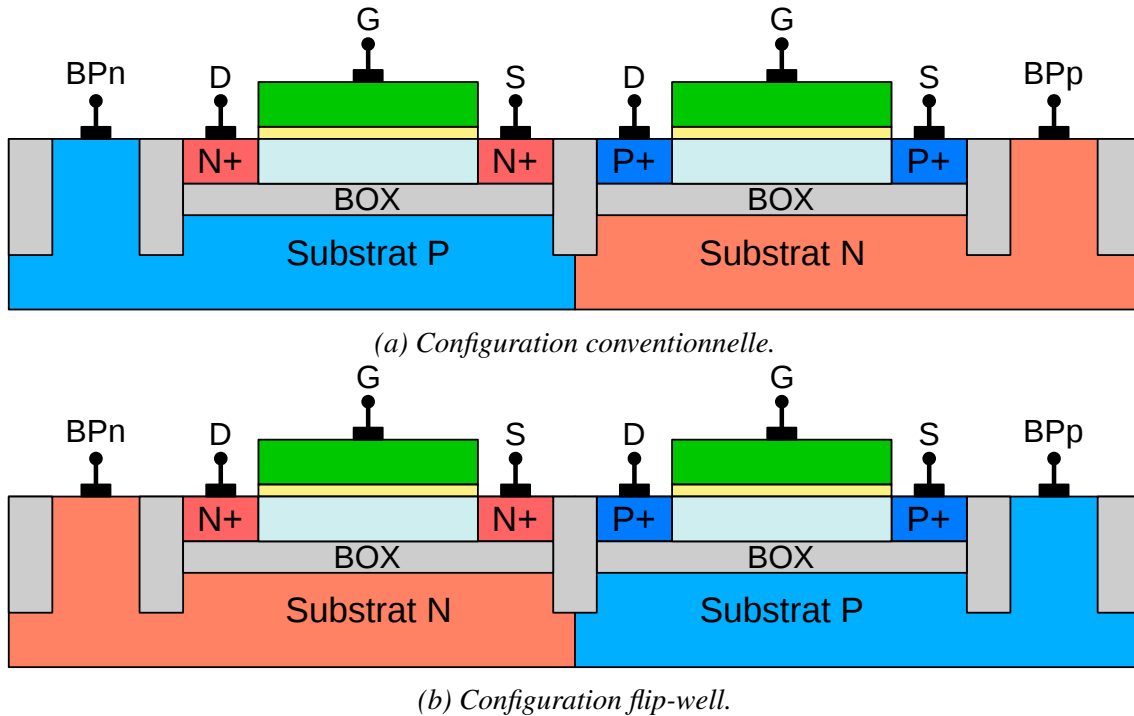 G G
BPn D S D S BPp
N+ N+ P+ P+
BOX BOX
Substrat P Substrat N
(a) Configuration conventionnelle.
G G
BPn D S D S BPp
N+ N+ P+ P+
BOX BOX
Substrat N Substrat P
(b) Configuration flip-well.